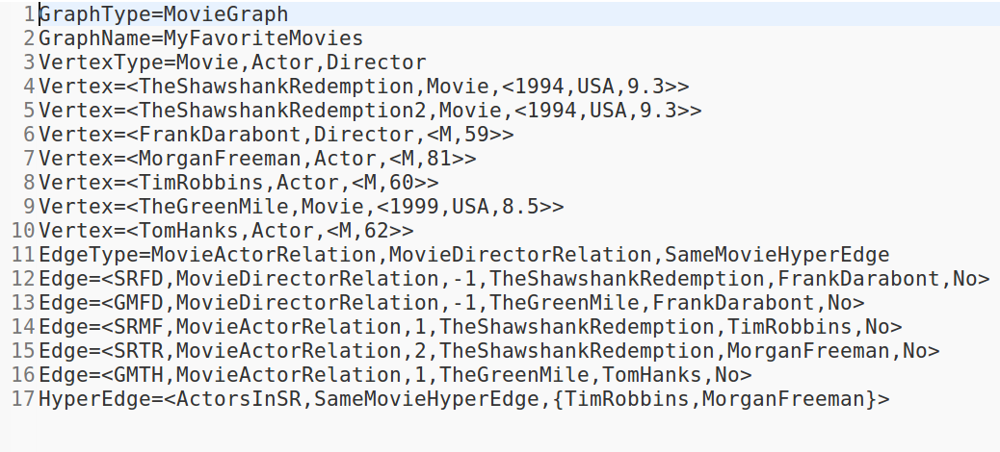 1 GraphType=MovieGraph
2 GraphName=MyFavoriteMovies
3 VertexType=Movie,Actor,Director
4 Vertex=<TheShawshankRedemption,Movie,<1994,USA,9.3>>
5 Vertex=<TheShawshankRedemption2,Movie,<1994,USA,9.3>>
6 Vertex=<FrankDarabont,Director,<M,59>>
7 Vertex=<MorganFreeman,Actor,<M,81>>
8 Vertex=<TimRobbins,Actor,<M,60>>
9 Vertex=<TheGreenMile,Movie,<1999,USA,8.5>>
10 Vertex=<TomHanks,Actor,<M,62>>
11 EdgeType=MovieActorRelation,MovieDirectorRelation,SameMovieHyperEdge
12 Edge=<SRFD,MovieDirectorRelation,-1,TheShawshankRedemption,FrankDarabont,No>
13 Edge=<GMFD,MovieDirectorRelation,-1,TheGreenMile,FrankDarabont,No>
14 Edge=<SRMF,MovieActorRelation,1,TheShawshankRedemption,TimRobbins,No>
15 Edge=<SRTR,MovieActorRelation,2,TheShawshankRedemption,MorganFreeman,No>
16 Edge=<GMTH,MovieActorRelation,1,TheGreenMile,TomHanks,No>
17 HyperEdge=<ActorsInSR,SameMovieHyperEdge,{TimRobbins,MorganFreeman}>